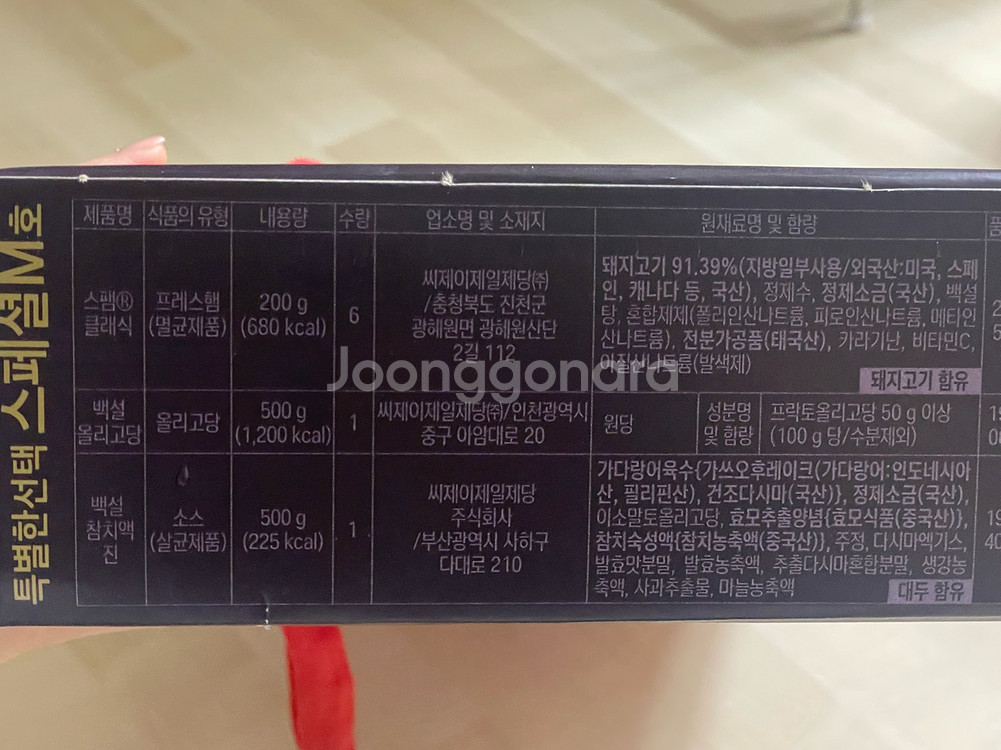 특별한선택 스페셜M호
제품명 식품의 유형 내용량 수량 업소명 및 소재지 원재료명 및 함량 품
스팸®
클래식
프레스햄
(멸균제품)
200 g
(680 kcal)
6
씨제이제일제당㈜
/충청북도 진천군
광혜원면 광혜원산단
2길 112
돼지고기 91.39%(지방일부사용/외국산:미국, 스페
인, 캐나다 등, 국산), 정제수, 정제소금(국산), 백설
탕, 혼합제제(폴리인산나트륨, 피로인산나트륨, 메타인
산나트륨), 전문가공품(태국산), 카라기난, 비타민C,
아질산나트륨(발색제)
돼지고기 함유
백설
올리고당
올리고당
500 g
(1,200 kcal)
1
씨제이제일제당㈜/인천광역시
중구 아암대로 20
원당
성분명
및 함량
프락토올리고당 50 g 이상
(100 g 당/수분제외)
백설
참치액
진
소스
(살균제품)
500 g
(225 kcal)
1
씨제이제일제당
주식회사
/부산광역시 사하구
다대로 210
가다랑어육수{가쓰오후레이크(가다랑어:인도네시아
산, 필리핀산), 건조다시마(국산)}, 정제소금(국산),
이소말토올리고당, 효모추출양념{효모식품(중국산)},
참치숙성액{참치농축액(중국산)}, 주정, 다시마엑기스,
발효맛분말, 발효농축액, 추출다시마혼합분말, 생강농
축액, 사과추출물, 마늘농축액
대두 함유
Joonggonara